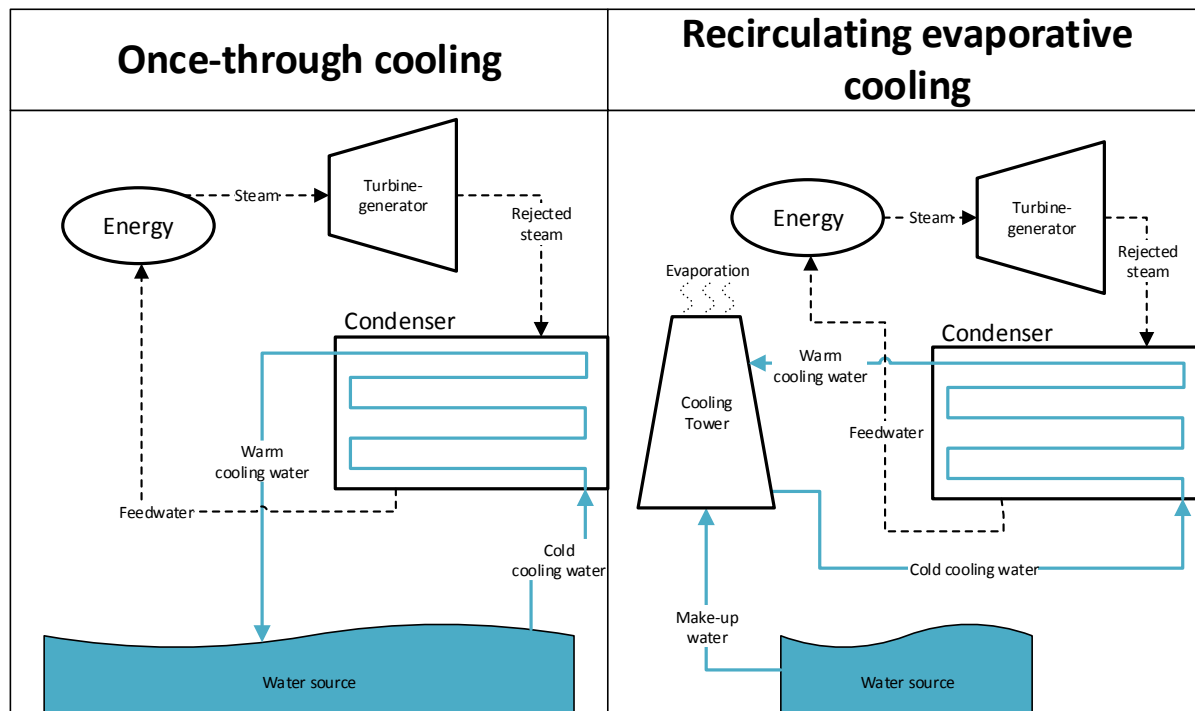 Once-through cooling
Recirculating evaporative
cooling
Energy
Steam
Turbine-
generator
Rejected
steam
Condenser
Warm
cooling water
Feedwater
Cold
cooling water
Water source
Energy
Steam
Turbine-
generator
Rejected
steam
Evaporation
Condenser
Warm
cooling water
Cooling
Tower
Feedwater
Cold cooling water
Make-up
water
Water source